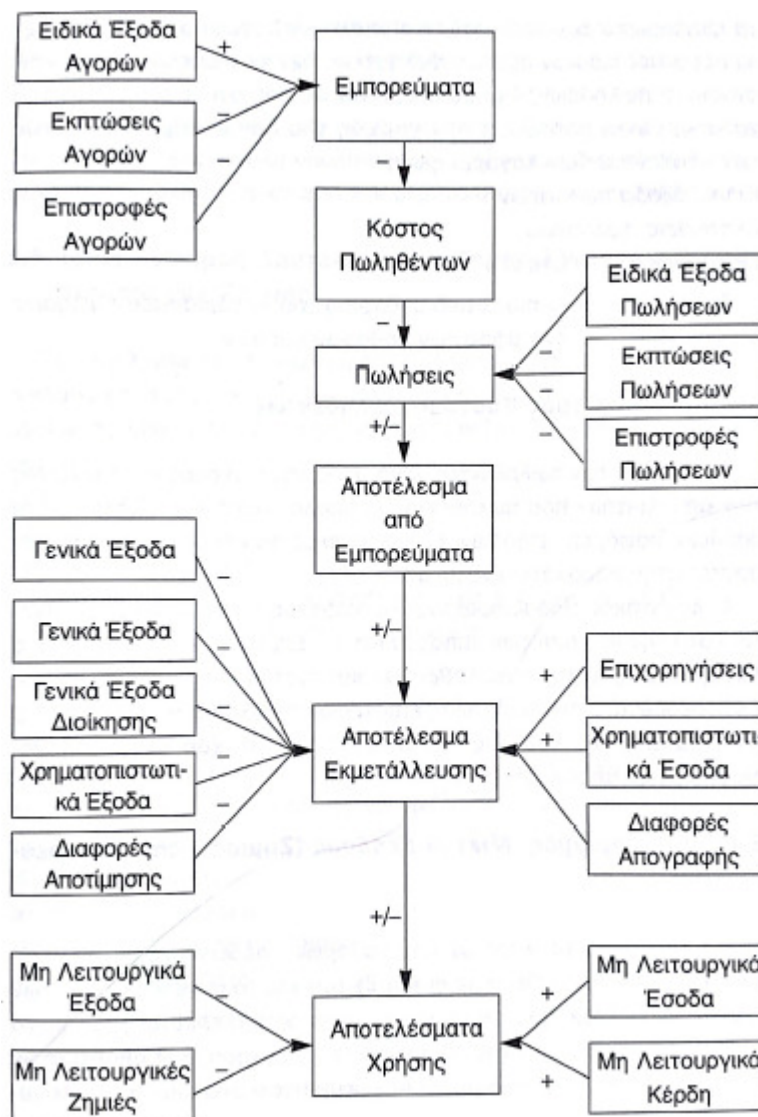 Ειδικά Έξοδα
Αγορών
+
Εμπορεύματα
Εκπτώσεις
Αγορών
–
–
–
Επιστροφές
Αγορών
Κόστος
Πωληθέντων
Ειδικά Έξοδα
Πωλήσεων
–
–
Πωλήσεις
Εκπτώσεις
Πωλήσεων
–
–
Επιστροφές
Πωλήσεων
+/–
Αποτέλεσμα
από
Εμπορεύματα
Γενικά Έξοδα
–
Γενικά Έξοδα
–
+/–
Επιχορηγήσεις
+
Γενικά Έξοδα
Διοίκησης
–
Αποτέλεσμα
Εκμετάλλευσης
+
Χρηματοπιστωτι-
κά Έσοδα
Χρηματοπιστωτι-
κά Έξοδα
–
+
Διαφορές
Απογραφής
Διαφορές
Αποτίμησης
+/–
Μη Λειτουργικά
Έξοδα
–
Αποτελέσματα
Χρήσης
+
Μη Λειτουργικά
Έσοδα
Μη Λειτουργικές
Ζημιές
–
+
Μη Λειτουργικά
Κέρδη